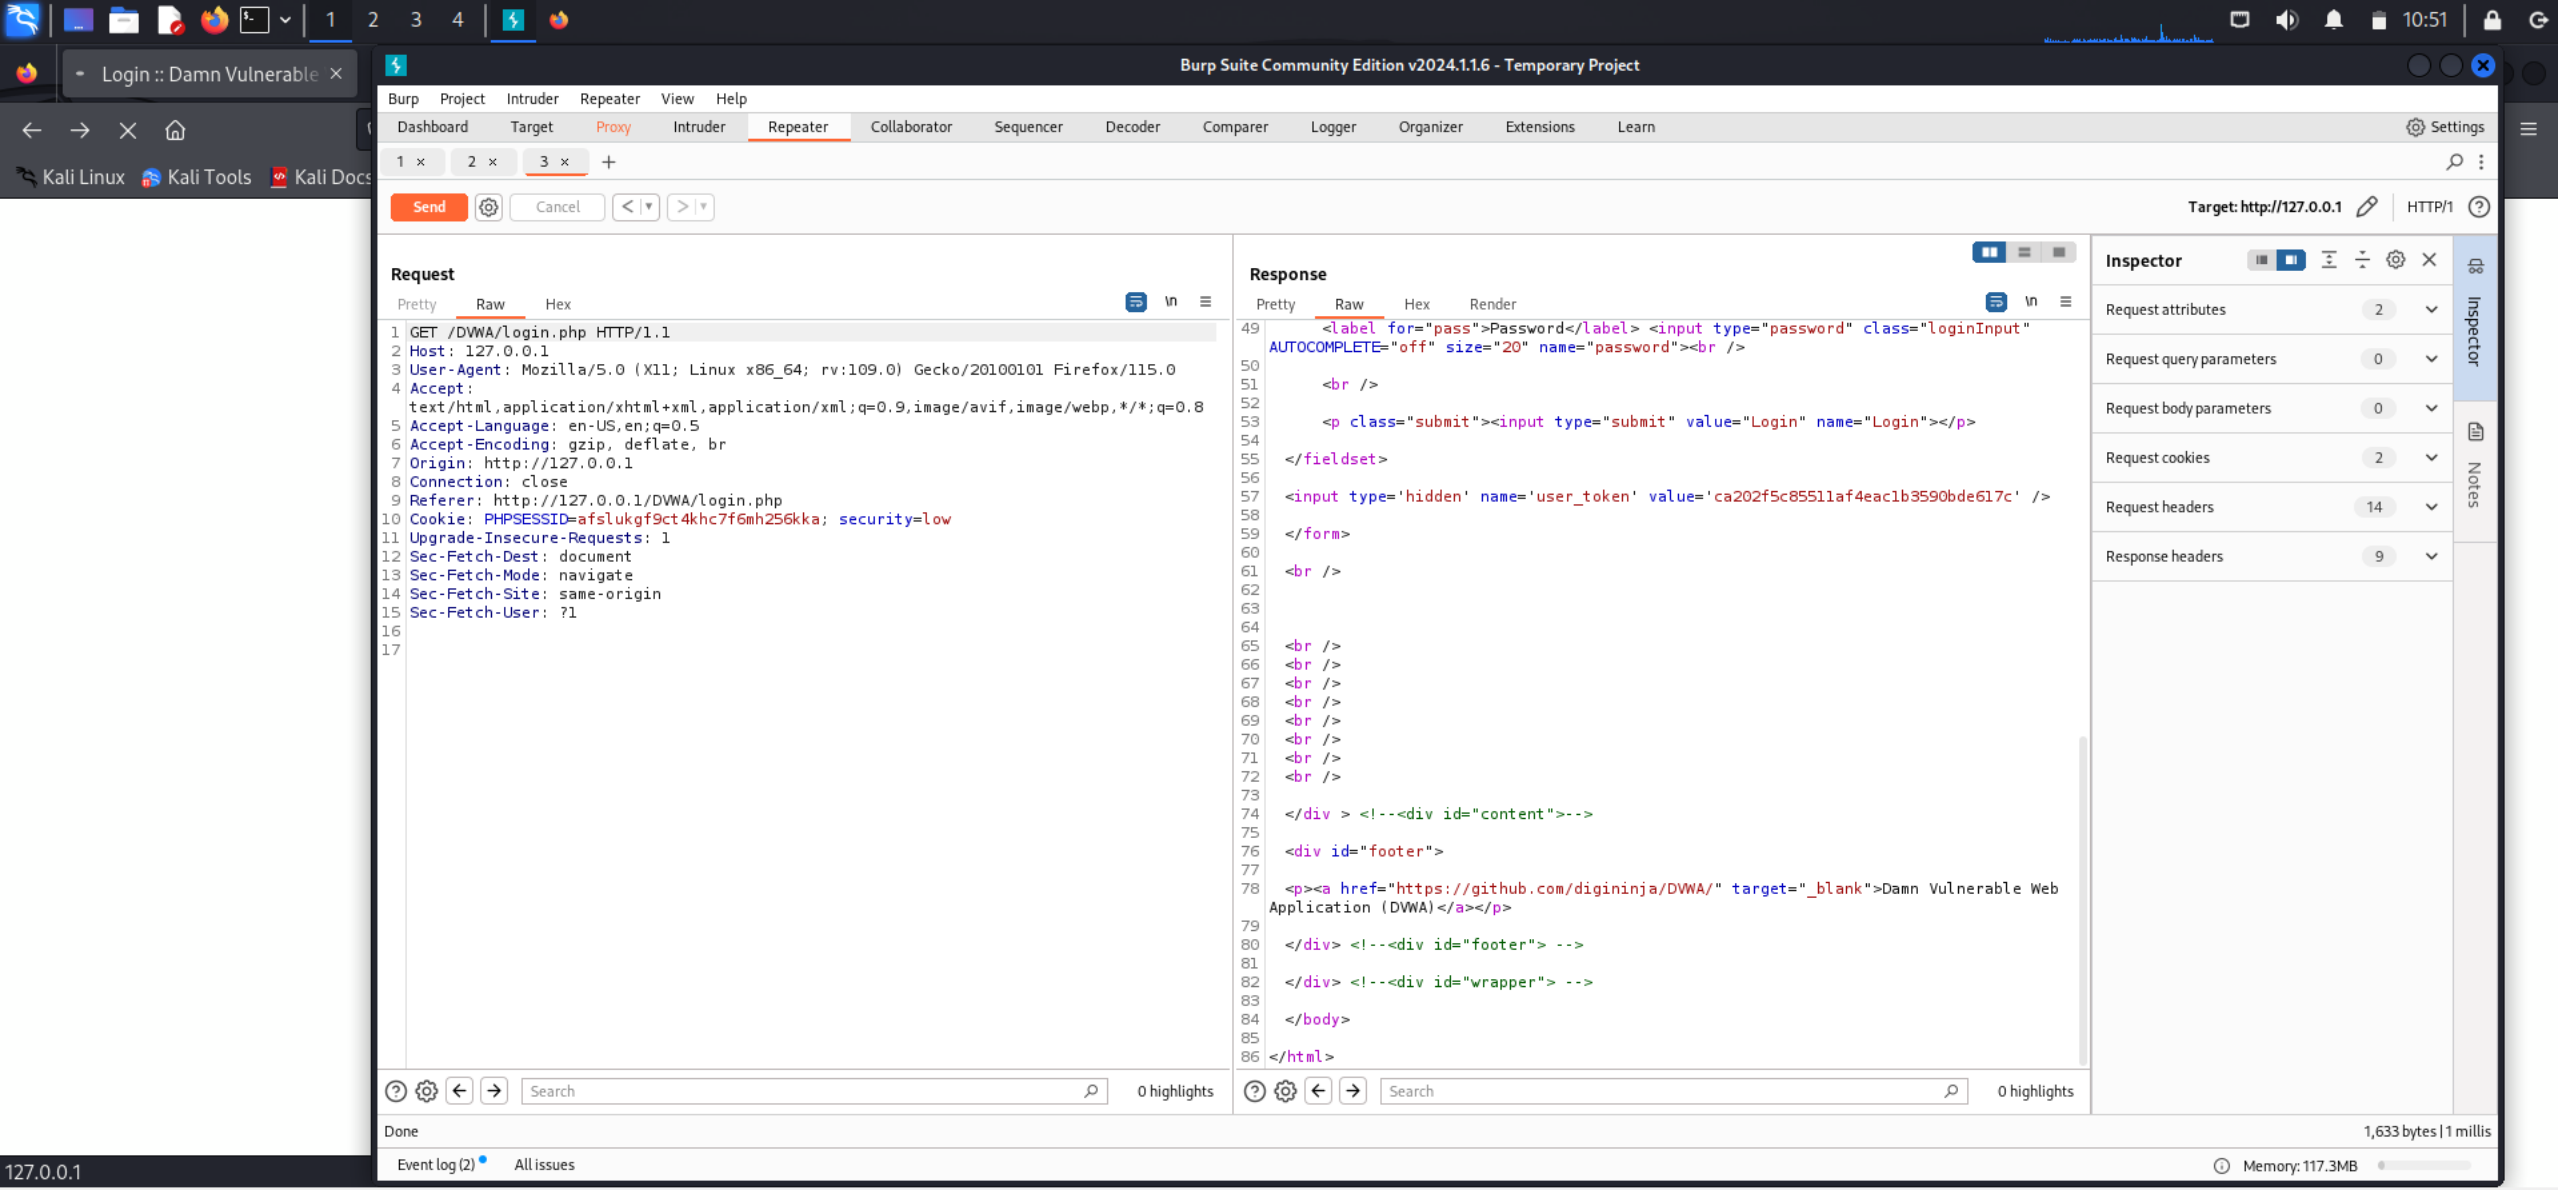 1 2 3 4
10:51
Login :: Damn Vulnerable
Burp Suite Community Edition v2024.1.1.6 - Temporary Project
Burp Project Intruder Repeater View Help
Dashboard Target Proxy Intruder Repeater Collaborator Sequencer Decoder Comparer Logger Organizer Extensions Learn Settings
Kali Linux Kali Tools Kali Docs
1 × 2 × 3 × +
Send Cancel < >
Target: http://127.0.0.1 HTTP/1
Request
Pretty Raw Hex \n
1 GET /DVWA/login.php HTTP/1.1
2 Host: 127.0.0.1
3 User-Agent: Mozilla/5.0 (X11; Linux x86_64; rv:109.0) Gecko/20100101 Firefox/115.0
4 Accept:
text/html,application/xhtml+xml,application/xml;q=0.9,image/avif,image/webp,*/*;q=0.8
5 Accept-Language: en-US,en;q=0.5
6 Accept-Encoding: gzip, deflate, br
7 Origin: http://127.0.0.1
8 Connection: close
9 Referer: http://127.0.0.1/DVWA/login.php
10 Cookie: PHPSESSID=afslukgf9ct4khc7f6mh256kka; security=low
11 Upgrade-Insecure-Requests: 1
12 Sec-Fetch-Dest: document
13 Sec-Fetch-Mode: navigate
14 Sec-Fetch-Site: same-origin
15 Sec-Fetch-User: ?1
16
17
Search 0 highlights
Response
Pretty Raw Hex Render \n
49 <label for="pass">Password</label> <input type="password" class="loginInput"
AUTOCOMPLETE="off" size="20" name="password"><br />
50
51 <br />
52
53 <p class="submit"><input type="submit" value="Login" name="Login"></p>
54
55 </fieldset>
56
57 <input type='hidden' name='user_token' value='ca202f5c85511af4eac1b3590bde617c' />
58
59 </form>
60
61 <br />
62
63
64
65 <br />
66 <br />
67 <br />
68 <br />
69 <br />
70 <br />
71 <br />
72 <br />
73
74 </div > <!--<div id="content">-->
75
76 <div id="footer">
77
78 <p><a href="https://github.com/digininja/DVWA/" target="_blank">Damn Vulnerable Web
Application (DVWA)</a></p>
79
80 </div> <!--<div id="footer"> -->
81
82 </div> <!--<div id="wrapper"> -->
83
84 </body>
85
86 </html>
Search 0 highlights
Inspector
Request attributes 2
Request query parameters 0
Request body parameters 0
Request cookies 2
Request headers 14
Response headers 9
Inspector
Notes
Done
1,633 bytes | 1 millis
Event log (2) All issues
Memory: 117.3MB
127.0.0.1